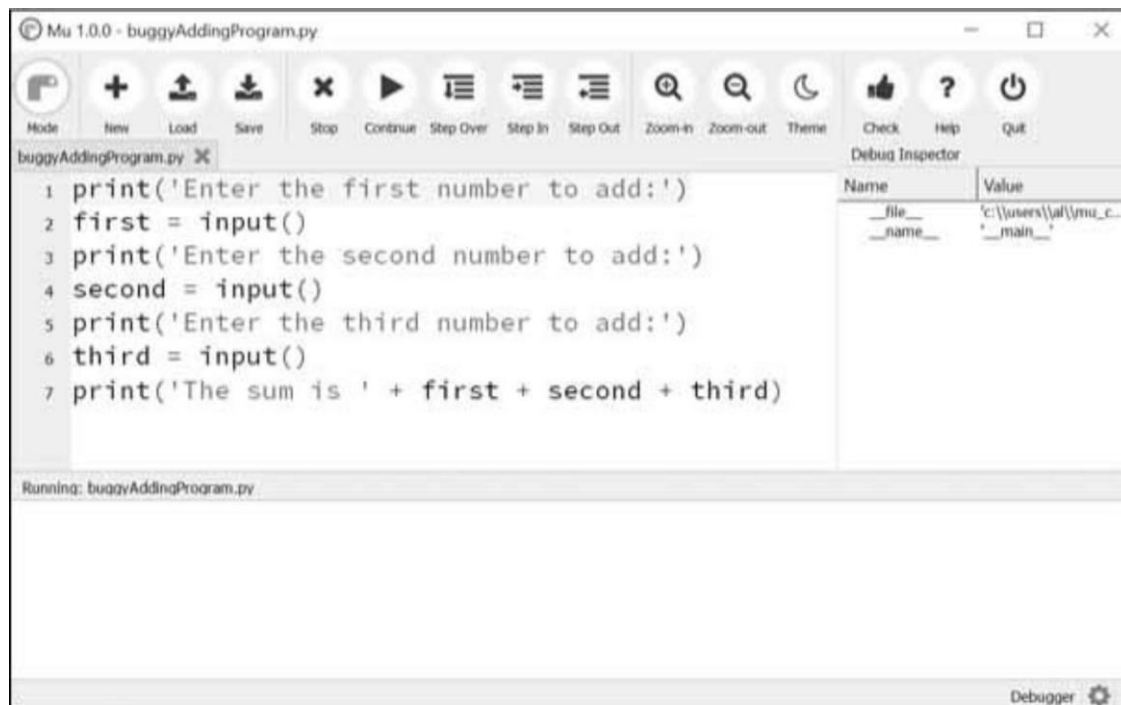 Mu 1.0.0 - buggyAddingProgram.py
Mode New Load Save Stop Continue Step Over Step In Step Out Zoom-in Zoom-out Theme Check Help Quit
buggyAddingProgram.py
Debug Inspector
Name Value
__file__ 'c:\\users\\al\\mu_c...
__name__ '__main__'
1 print('Enter the first number to add:')
2 first = input()
3 print('Enter the second number to add:')
4 second = input()
5 print('Enter the third number to add:')
6 third = input()
7 print('The sum is ' + first + second + third)
Running: buggyAddingProgram.py
Debugger